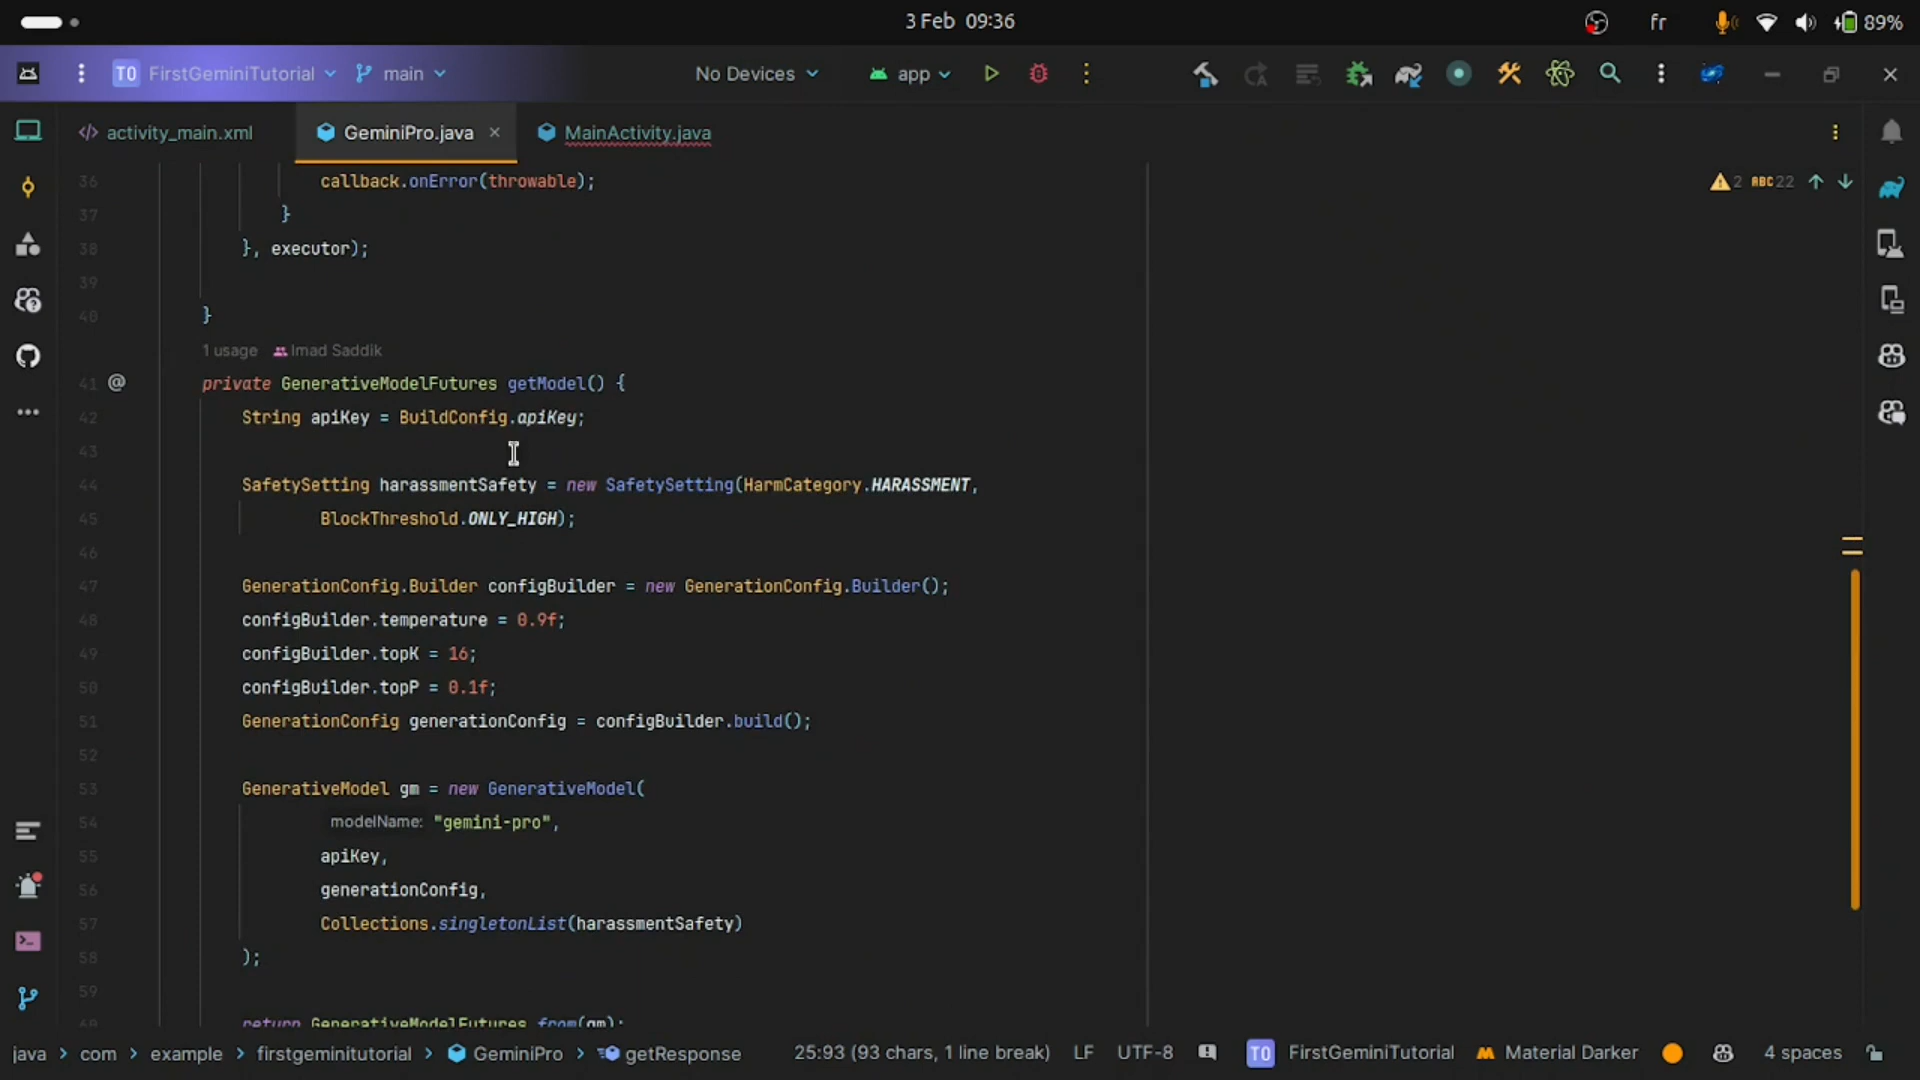 3 Feb 09:36
fr
89%
TO FirstGeminiTutorial main
No Devices
app
activity_main.xml
GeminiPro.java
MainActivity.java
2 ABC 22
36 callback.onError(throwable);
37 }
38 }, executor);
39
40 }
1 usage Imad Saddik
41 @ private GenerativeModelFutures getModel() {
42 String apiKey = BuildConfig.apiKey;
43
44 SafetySetting harassmentSafety = new SafetySetting(HarmCategory.HARASSMENT,
45 BlockThreshold.ONLY_HIGH);
46
47 GenerationConfig.Builder configBuilder = new GenerationConfig.Builder();
48 configBuilder.temperature = 0.9f;
49 configBuilder.topK = 16;
50 configBuilder.topP = 0.1f;
51 GenerationConfig generationConfig = configBuilder.build();
52
53 GenerativeModel gm = new GenerativeModel(
54 modelName: "gemini-pro",
55 apiKey,
56 generationConfig,
57 Collections.singletonList(harassmentSafety)
58 );
59
60 return GenerativeModelFutures.from(gm);
java > com > example > firstgeminitutorial > GeminiPro > getResponse
25:93 (93 chars, 1 line break) LF UTF-8 TO FirstGeminiTutorial Material Darker 4 spaces